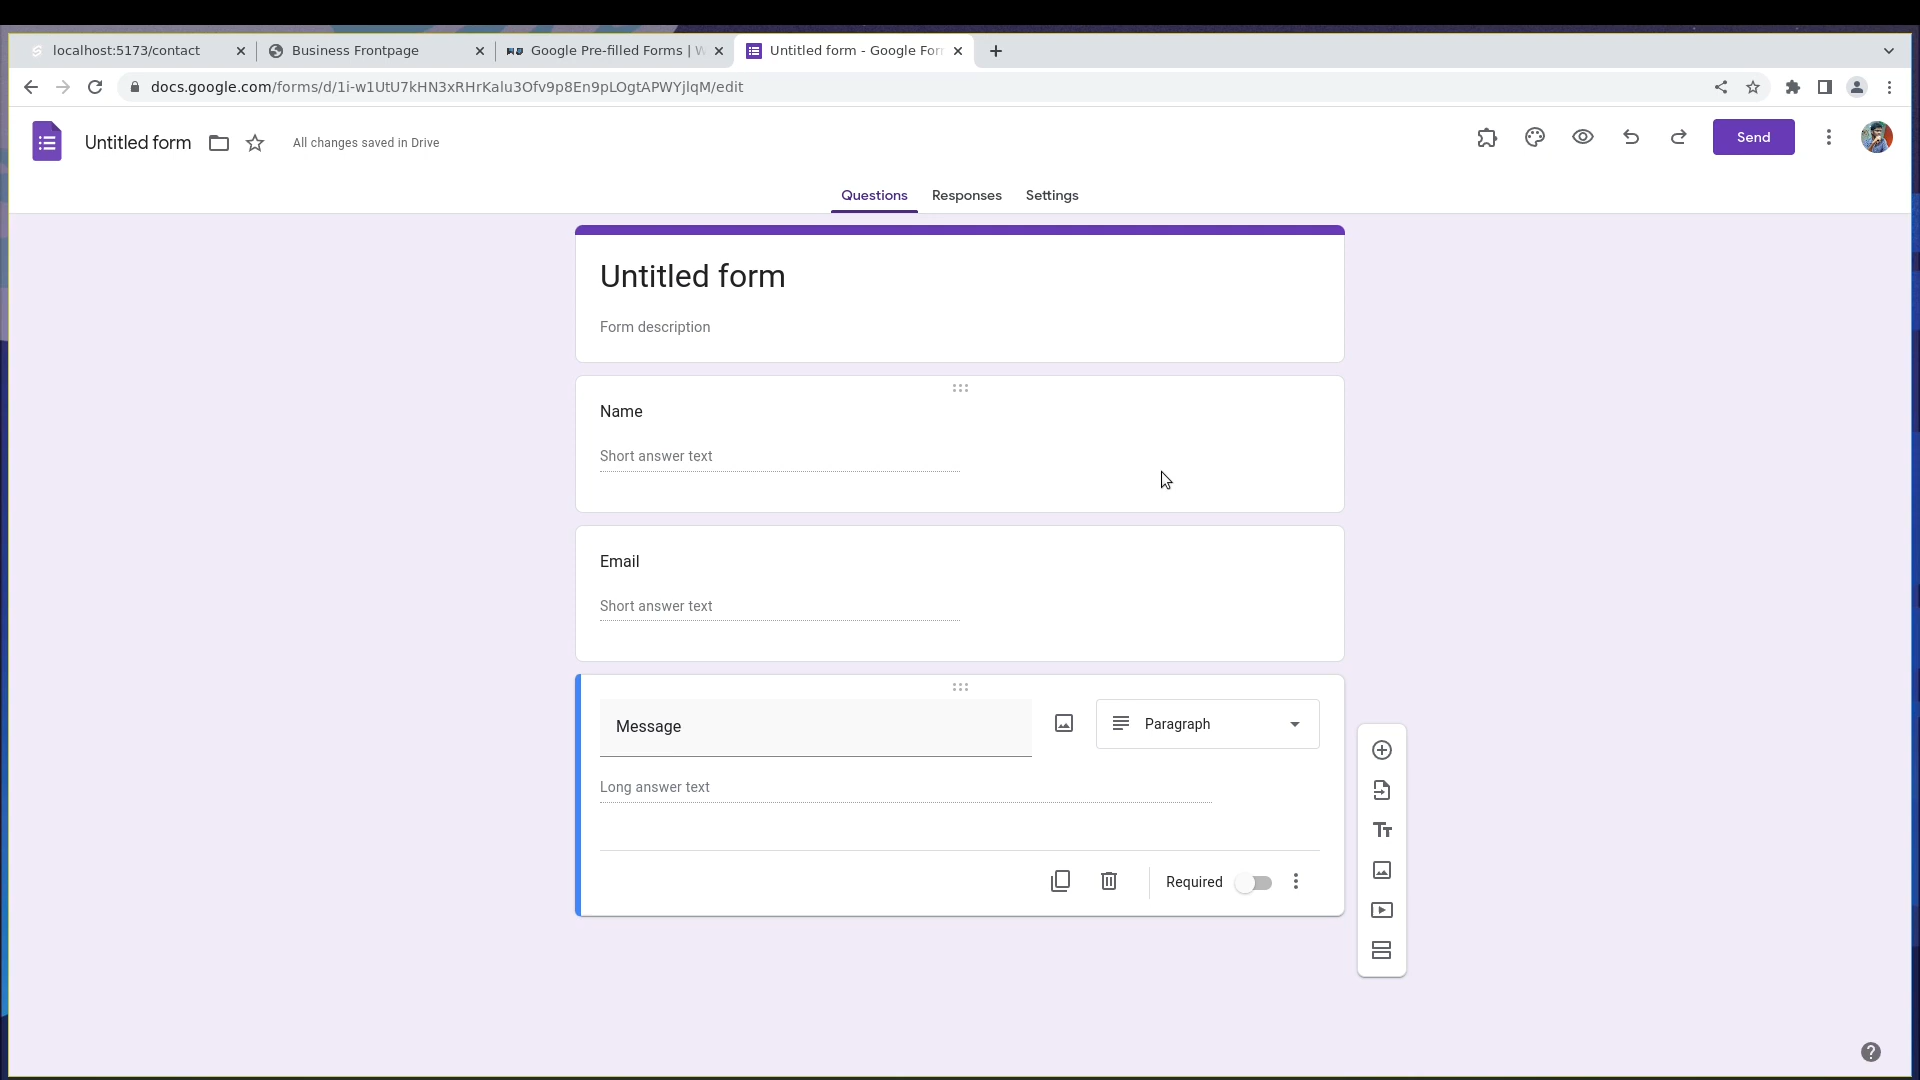 localhost:5173/contact
Business Frontpage
Google Pre-filled Forms |
Untitled form - Google For
docs.google.com/forms/d/1i-w1UtU7kHN3xRHrKalu3Ofv9p8En9pLOgtAPWYjlqM/edit
Untitled form
All changes saved in Drive
Send
Questions
Responses
Settings
Untitled form
Form description
Name
Short answer text
Email
Short answer text
Message
Paragraph
Long answer text
Required